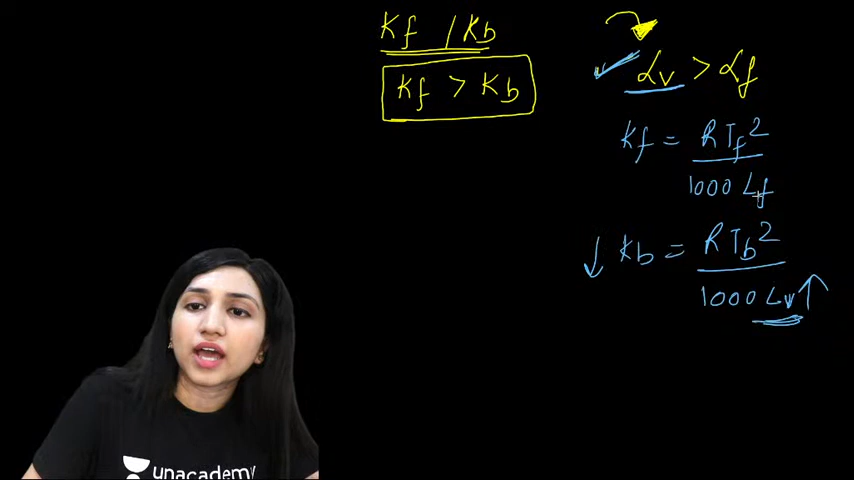 Kf / Kb
Kf > Kb
Lv > Lf
Kf = RTf²
1000 Lf
↓ Kb = RTb²
1000 Lv ↑
unacademy